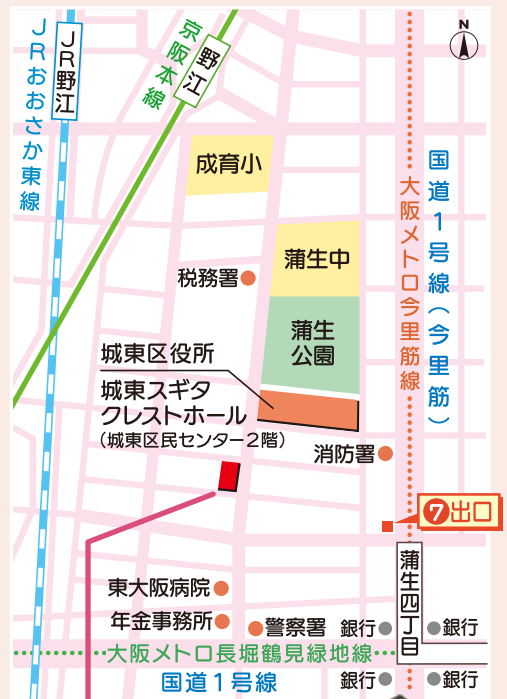 N
JRおおさか東線
JR野江
京阪本線
野江
国道1号線(今里筋)
大阪メトロ今里筋線
成育小
蒲生中
税務署
蒲生
公園
城東区役所
城東スギタ
クレストホール
(城東区民センター2階)
消防署
7出口
蒲生四丁目
東大阪病院
年金事務所
警察署
銀行
銀行
大阪メトロ長堀鶴見緑地線
国道1号線
銀行
銀行